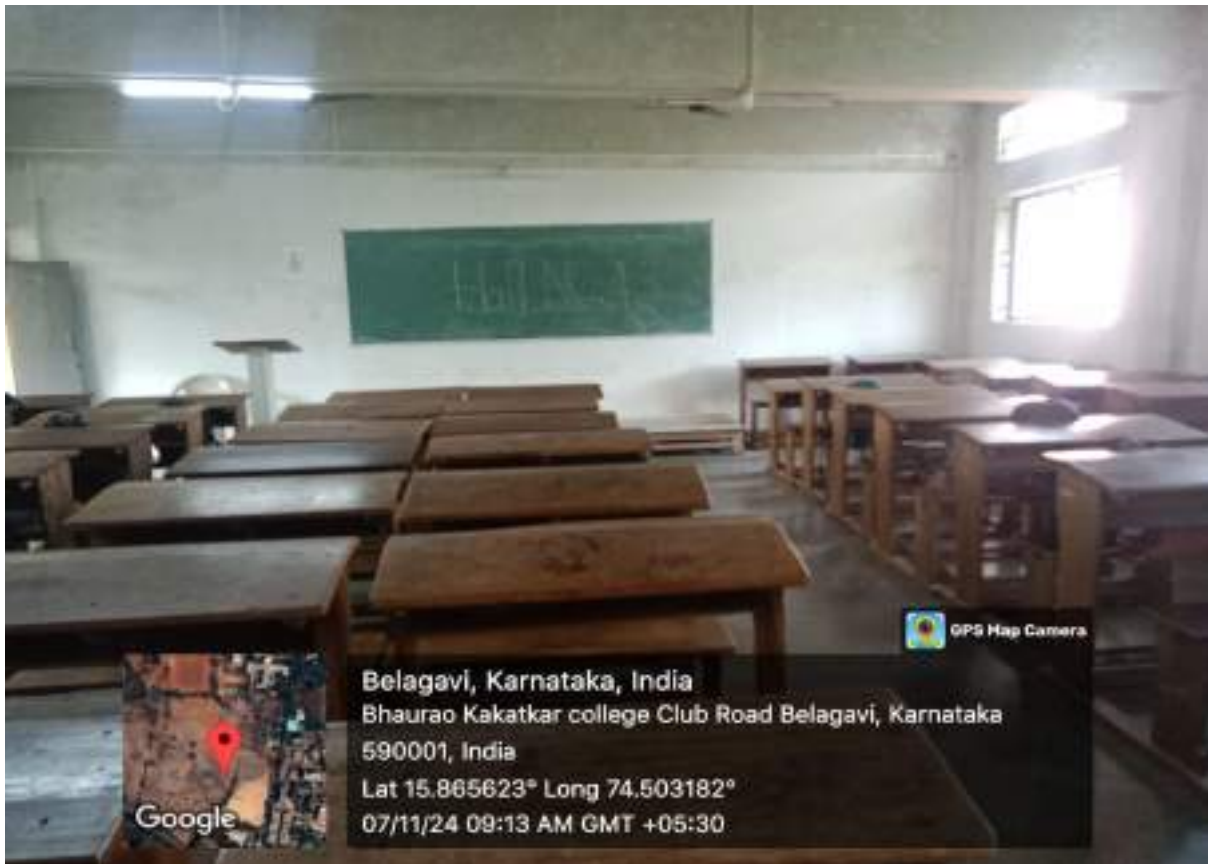 GPS Map Camera
Belagavi, Karnataka, India
Bhaurao Kakatkar college Club Road Belagavi, Karnataka
590001, India
Lat 15.865623° Long 74.503182°
07/11/24 09:13 AM GMT +05:30
Google